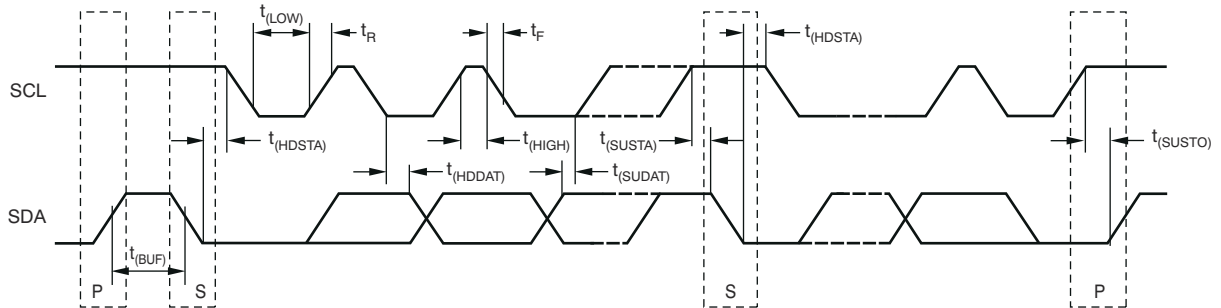 t(LOW)
tR
tF
t(HDSTA)
SCL
t(HDSTA)
t(HIGH)
t(SUSTA)
t(SUSTO)
t(HDDAT)
t(SUDAT)
SDA
t(BUF)
P
S
S
P